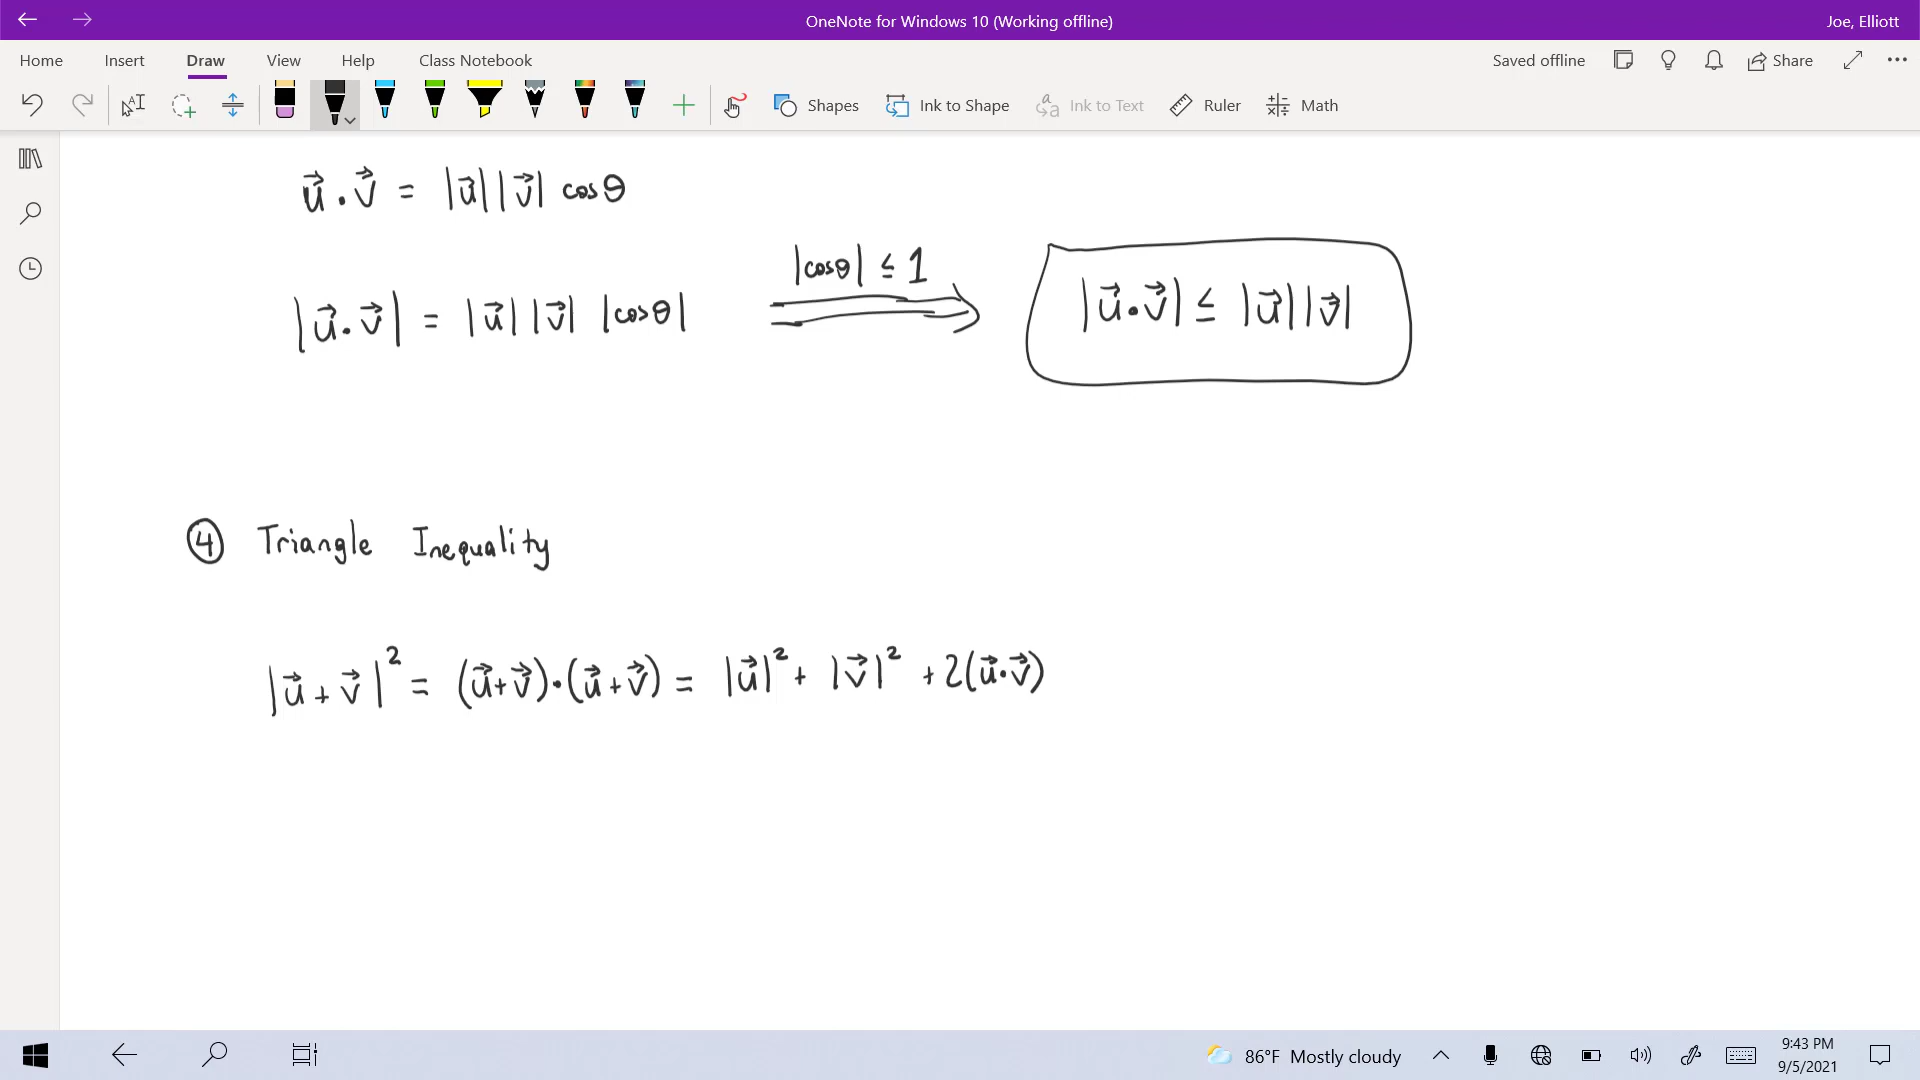 OneNote for Windows 10 (Working offline)
Joe, Elliott
Home Insert Draw View Help Class Notebook
Saved offline Share
Shapes Ink to Shape Ink to Text Ruler Math
u⃗ · v⃗ = |u⃗| |v⃗| cos θ
|cos θ| ≤ 1
|u⃗ · v⃗| = |u⃗| |v⃗| |cos θ| ⟹ |u⃗ · v⃗| ≤ |u⃗| |v⃗|
④ Triangle Inequality
|u⃗ + v⃗|² = (u⃗ + v⃗) · (u⃗ + v⃗) = |u⃗|² + |v⃗|² + 2(u⃗ · v⃗)
86°F Mostly cloudy
9:43 PM
9/5/2021